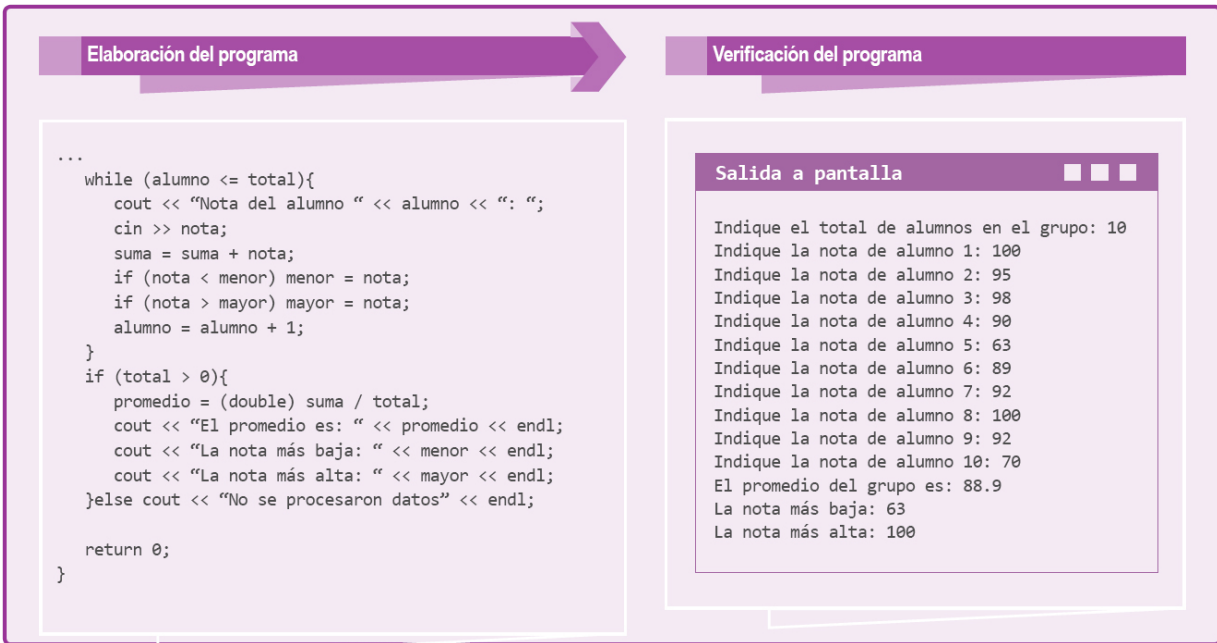 Elaboración del programa
...
while (alumno <= total){
cout << “Nota del alumno “ << alumno << “: “;
cin >> nota;
suma = suma + nota;
if (nota < menor) menor = nota;
if (nota > mayor) mayor = nota;
alumno = alumno + 1;
}
if (total > 0){
promedio = (double) suma / total;
cout << “El promedio es: “ << promedio << endl;
cout << “La nota más baja: “ << menor << endl;
cout << “La nota más alta: “ << mayor << endl;
}else cout << “No se procesaron datos” << endl;
return 0;
}
Verificación del programa
Salida a pantalla
Indique el total de alumnos en el grupo: 10
Indique la nota de alumno 1: 100
Indique la nota de alumno 2: 95
Indique la nota de alumno 3: 98
Indique la nota de alumno 4: 90
Indique la nota de alumno 5: 63
Indique la nota de alumno 6: 89
Indique la nota de alumno 7: 92
Indique la nota de alumno 8: 100
Indique la nota de alumno 9: 92
Indique la nota de alumno 10: 70
El promedio del grupo es: 88.9
La nota más baja: 63
La nota más alta: 100